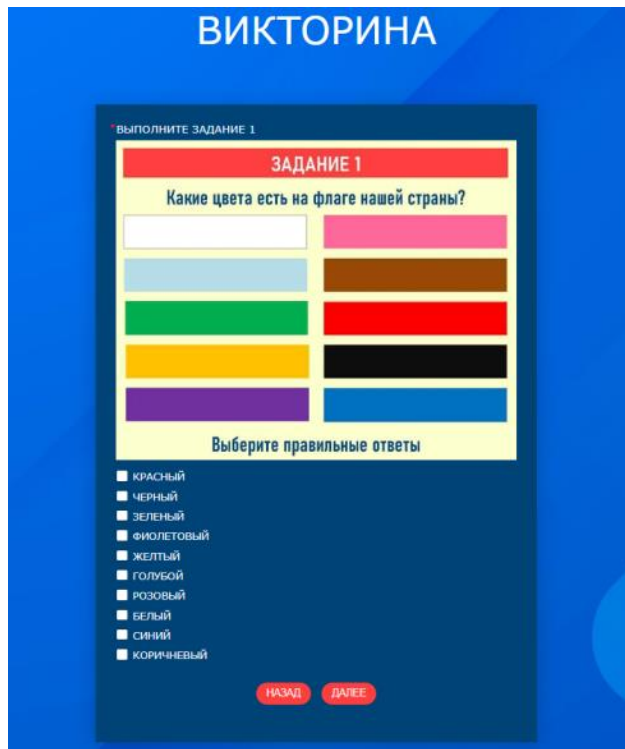 ВИКТОРИНА
*ВЫПОЛНИТЕ ЗАДАНИЕ 1
ЗАДАНИЕ 1
Какие цвета есть на флаге нашей страны?
Выберите правильные ответы
КРАСНЫЙ
ЧЕРНЫЙ
ЗЕЛЕНЫЙ
ФИОЛЕТОВЫЙ
ЖЕЛТЫЙ
ГОЛУБОЙ
РОЗОВЫЙ
БЕЛЫЙ
СИНИЙ
КОРИЧНЕВЫЙ
НАЗАД ДАЛЕЕ